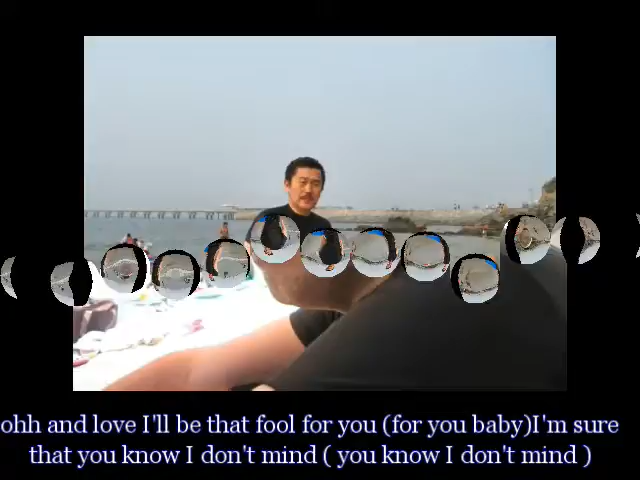 ohh and love I'll be that fool for you (for you baby)I'm sure
that you know I don't mind ( you know I don't mind )